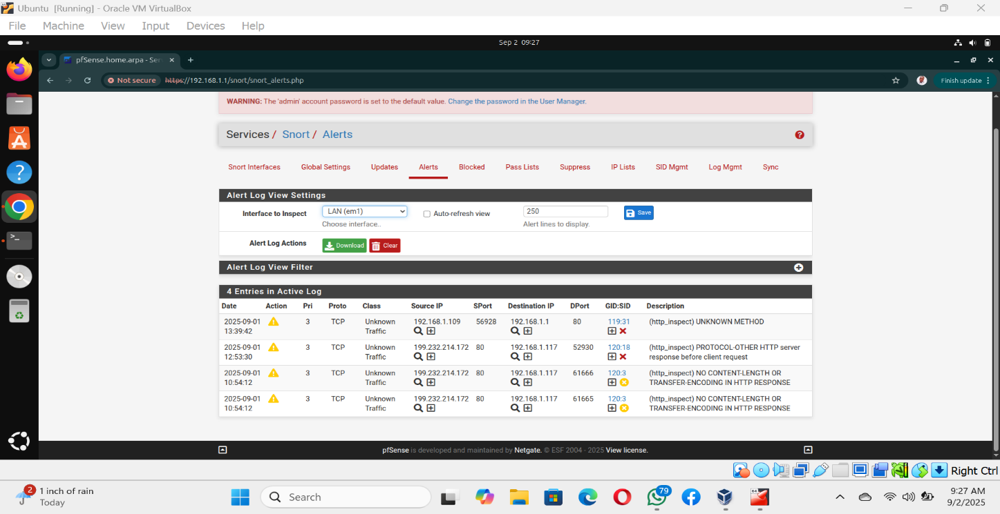 Ubuntu [Running] - Oracle VM VirtualBox
File Machine View Input Devices Help
Sep 2 09:27
pfSense.home.arpa - Ser
Not secure https://192.168.1.1/snort/snort_alerts.php Finish update
WARNING: The 'admin' account password is set to the default value. Change the password in the User Manager.
Services / Snort / Alerts
Snort Interfaces Global Settings Updates Alerts Blocked Pass Lists Suppress IP Lists SID Mgmt Log Mgmt Sync
Alert Log View Settings
Interface to Inspect LAN (em1) Auto-refresh view 250 Save
Choose interface.. Alert lines to display.
Alert Log Actions Download Clear
Alert Log View Filter
4 Entries in Active Log
Date Action Pri Proto Class Source IP SPort Destination IP DPort GID:SID Description
2025-09-01 3 TCP Unknown 192.168.1.109 56928 192.168.1.1 80 119:31 (http_inspect) UNKNOWN METHOD
13:39:42 Traffic
2025-09-01 3 TCP Unknown 199.232.214.172 80 192.168.1.117 52930 120:18 (http_inspect) PROTOCOL-OTHER HTTP server
12:53:30 Traffic response before client request
2025-09-01 3 TCP Unknown 199.232.214.172 80 192.168.1.117 61666 120:3 (http_inspect) NO CONTENT-LENGTH OR
10:54:12 Traffic TRANSFER-ENCODING IN HTTP RESPONSE
2025-09-01 3 TCP Unknown 199.232.214.172 80 192.168.1.117 61665 120:3 (http_inspect) NO CONTENT-LENGTH OR
10:54:12 Traffic TRANSFER-ENCODING IN HTTP RESPONSE
pfSense is developed and maintained by Netgate. © ESF 2004 - 2025 View license.
Right Ctrl
2 1 inch of rain
Today
Search
79
9:27 AM
9/2/2025